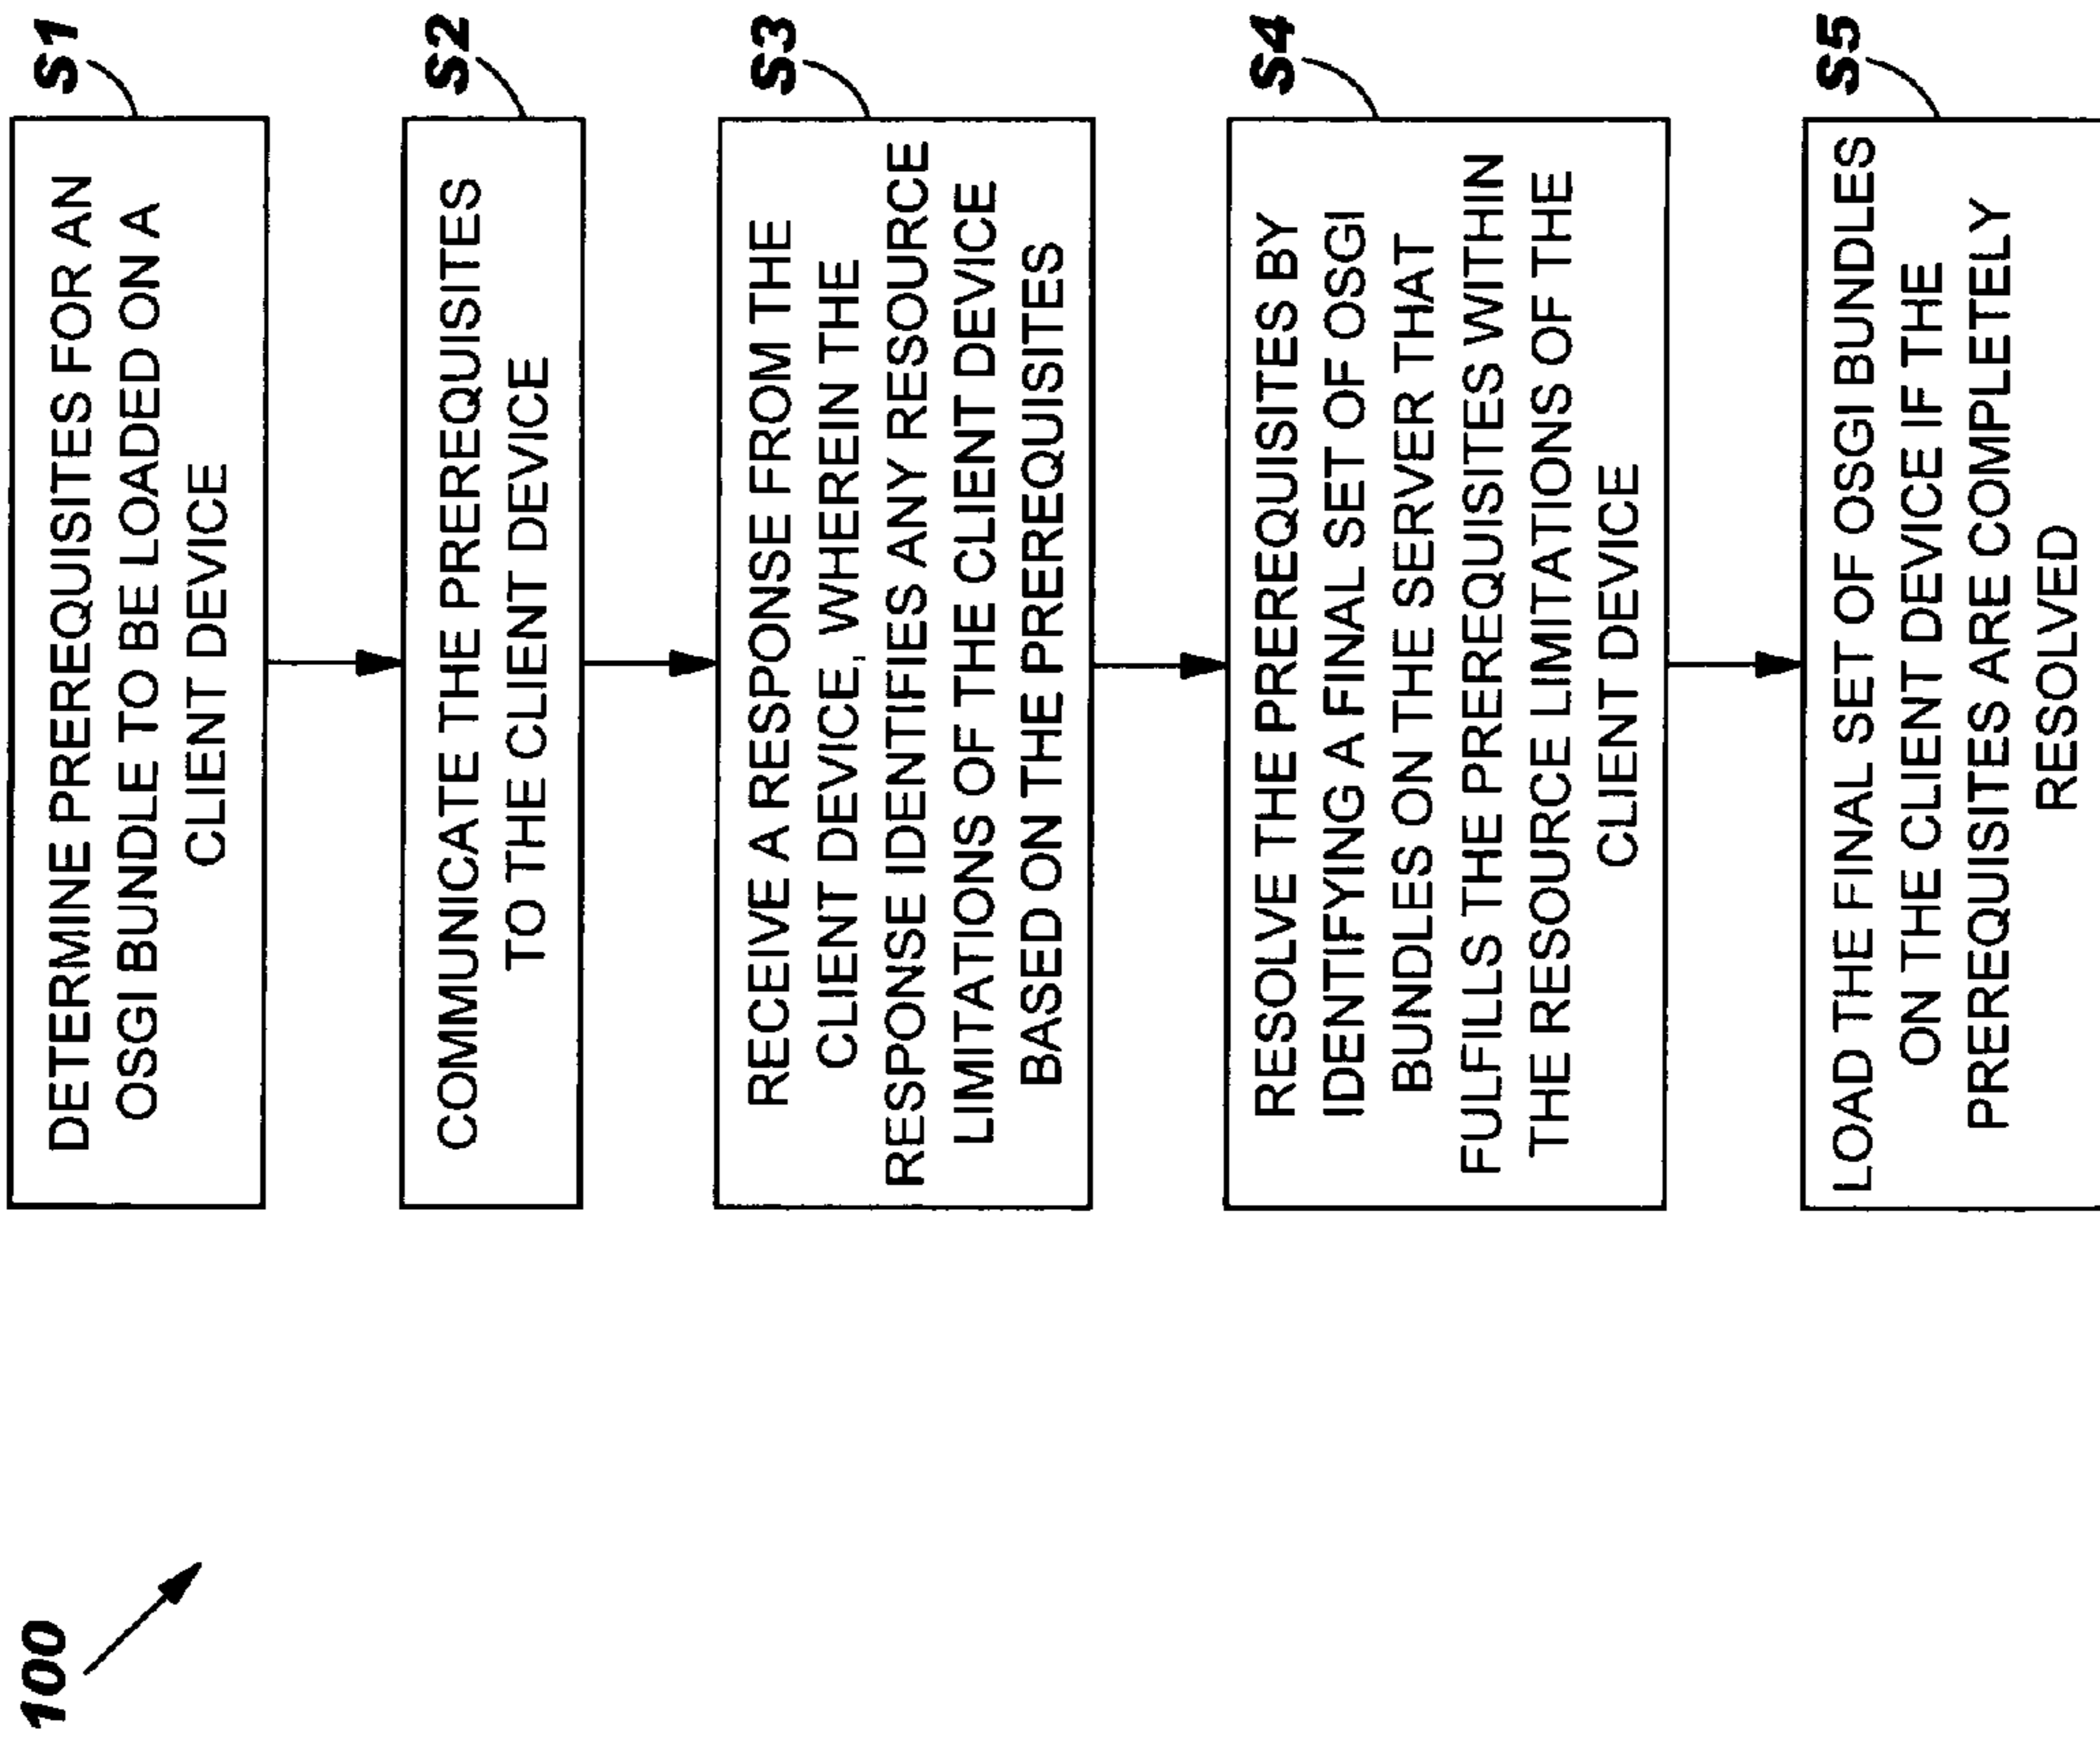 100
S1
DETERMINE PREREQUISITES FOR AN
OSGI BUNDLE TO BE LOADED ON A
CLIENT DEVICE
S2
COMMUNICATE THE PREREQUISITES
TO THE CLIENT DEVICE
S3
RECEIVE A RESPONSE FROM THE
CLIENT DEVICE, WHEREIN THE
RESPONSE IDENTIFIES ANY RESOURCE
LIMITATIONS OF THE CLIENT DEVICE
BASED ON THE PREREQUISITES
S4
RESOLVE THE PREREQUISITES BY
IDENTIFYING A FINAL SET OF OSGI
BUNDLES ON THE SERVER THAT
FULFILLS THE PREREQUISITES WITHIN
THE RESOURCE LIMITATIONS OF THE
CLIENT DEVICE
S5
LOAD THE FINAL SET OF OSGI BUNDLES
ON THE CLIENT DEVICE IF THE
PREREQUISITES ARE COMPLETELY
RESOLVED